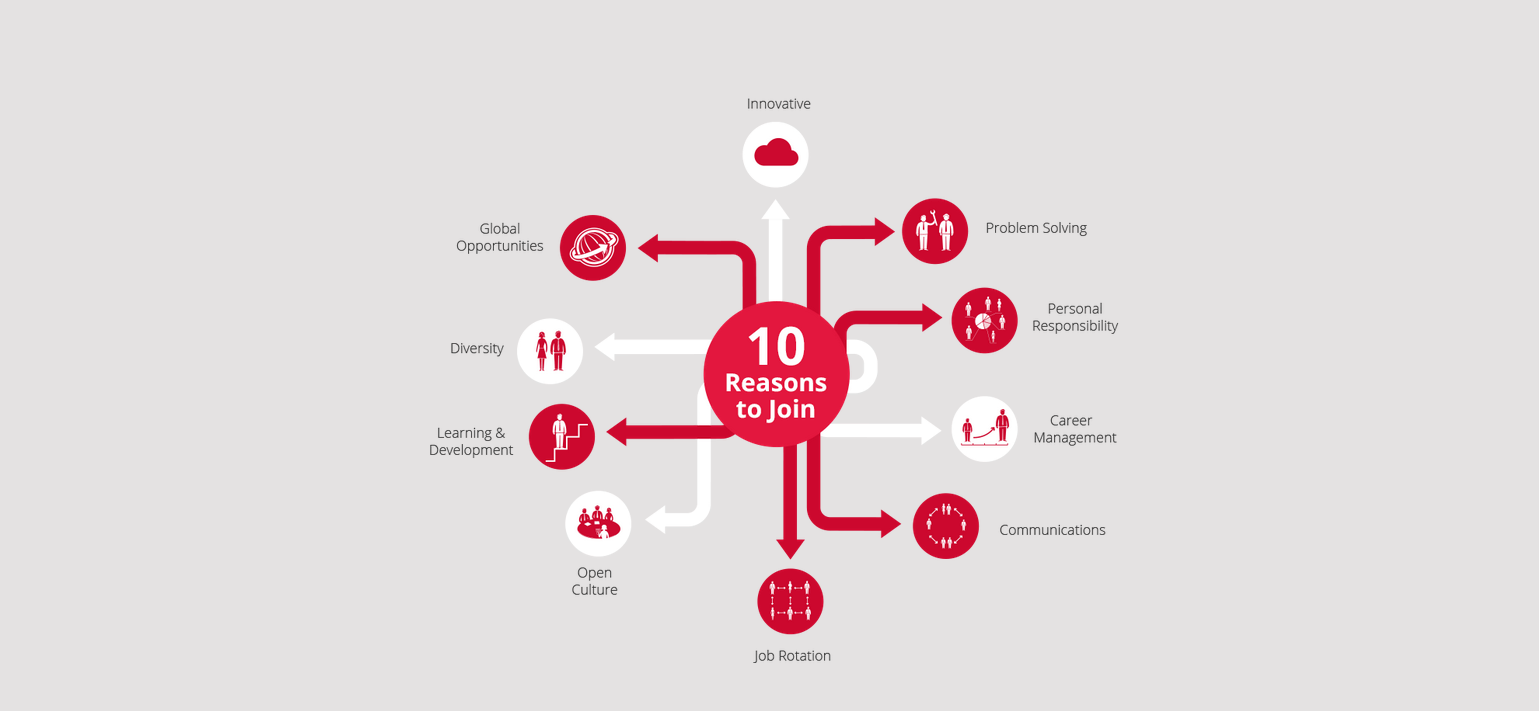 Innovative
Global
Opportunities
Problem Solving
Personal
Responsibility
Diversity
10
Reasons
to Join
Learning &
Development
Career
Management
Communications
Open
Culture
Job Rotation